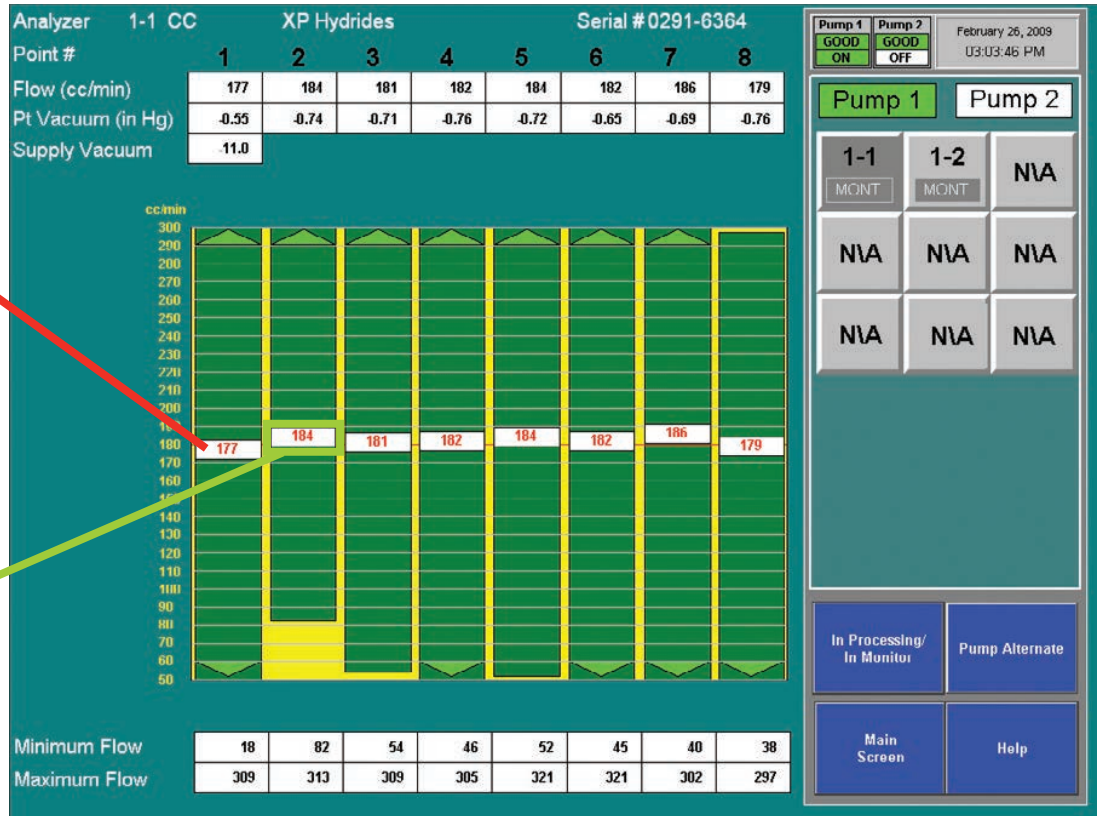 Analyzer 1-1 CC XP Hydrides Serial # 0291-6364
Point # 1 2 3 4 5 6 7 8
Flow (cc/min) 177 184 181 182 184 182 186 179
Pt Vacuum (in Hg) -0.55 -0.74 -0.71 -0.76 -0.72 -0.65 -0.69 -0.76
Supply Vacuum -11.0
cc/min
300
290
280
270
260
250
240
230
220
210
200
180
170
160
140
130
120
110
100
90
80
70
60
50
177 184 181 182 184 182 186 179
Minimum Flow 18 82 54 46 52 45 40 38
Maximum Flow 309 313 309 305 321 321 302 297
Pump 1 Pump 2
GOOD GOOD
ON OFF
February 26, 2009
03:03:46 PM
Pump 1 Pump 2
1-1 1-2 N\A
MONT MONT
N\A N\A N\A
N\A N\A N\A
In Processing/
In Monitor
Pump Alternate
Main
Screen
Help